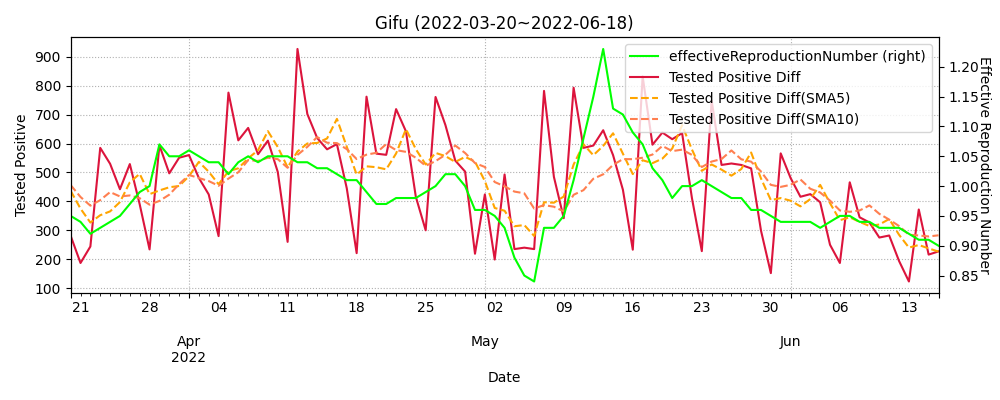 Gifu (2022-03-20~2022-06-18)
effectiveReproductionNumber (right)
Tested Positive Diff
Tested Positive Diff(SMA5)
Tested Positive Diff(SMA10)
Tested Positive
900
800
700
600
500
400
300
200
100
1.20
1.15
1.10
1.05
1.00
0.95
0.90
0.85
Effective Reproduction Number
21 28 04 11 18 25 02 09 16 23 30 06 13
Apr May Jun
2022
Date